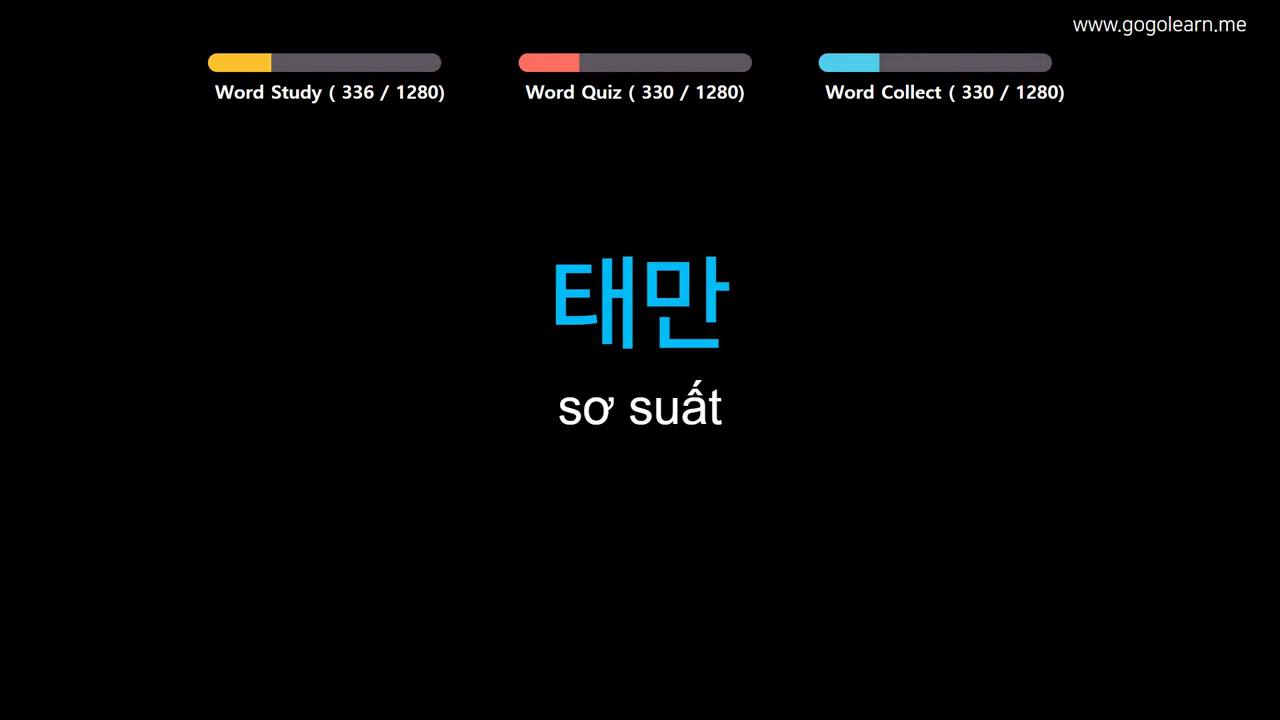 www.gogolearn.me
Word Study ( 336 / 1280)
Word Quiz ( 330 / 1280)
Word Collect ( 330 / 1280)
태만
sơ suất